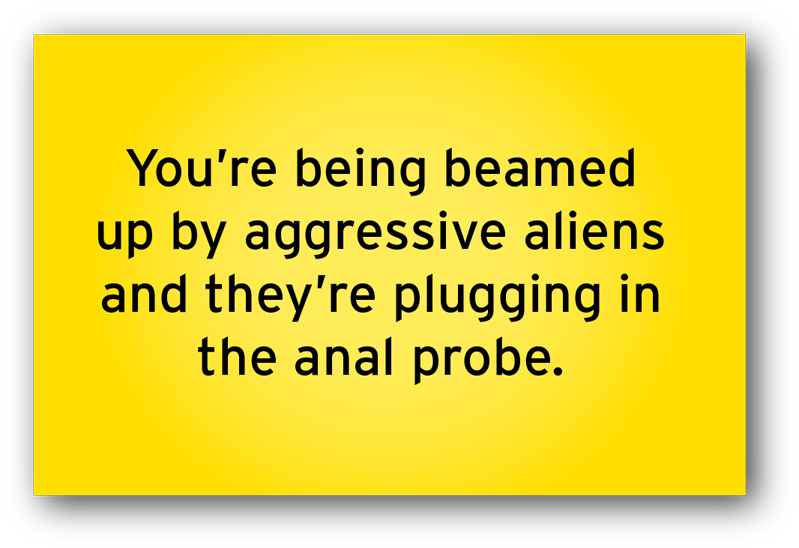 You’re being beamed
up by aggressive aliens
and they’re plugging in
the anal probe.